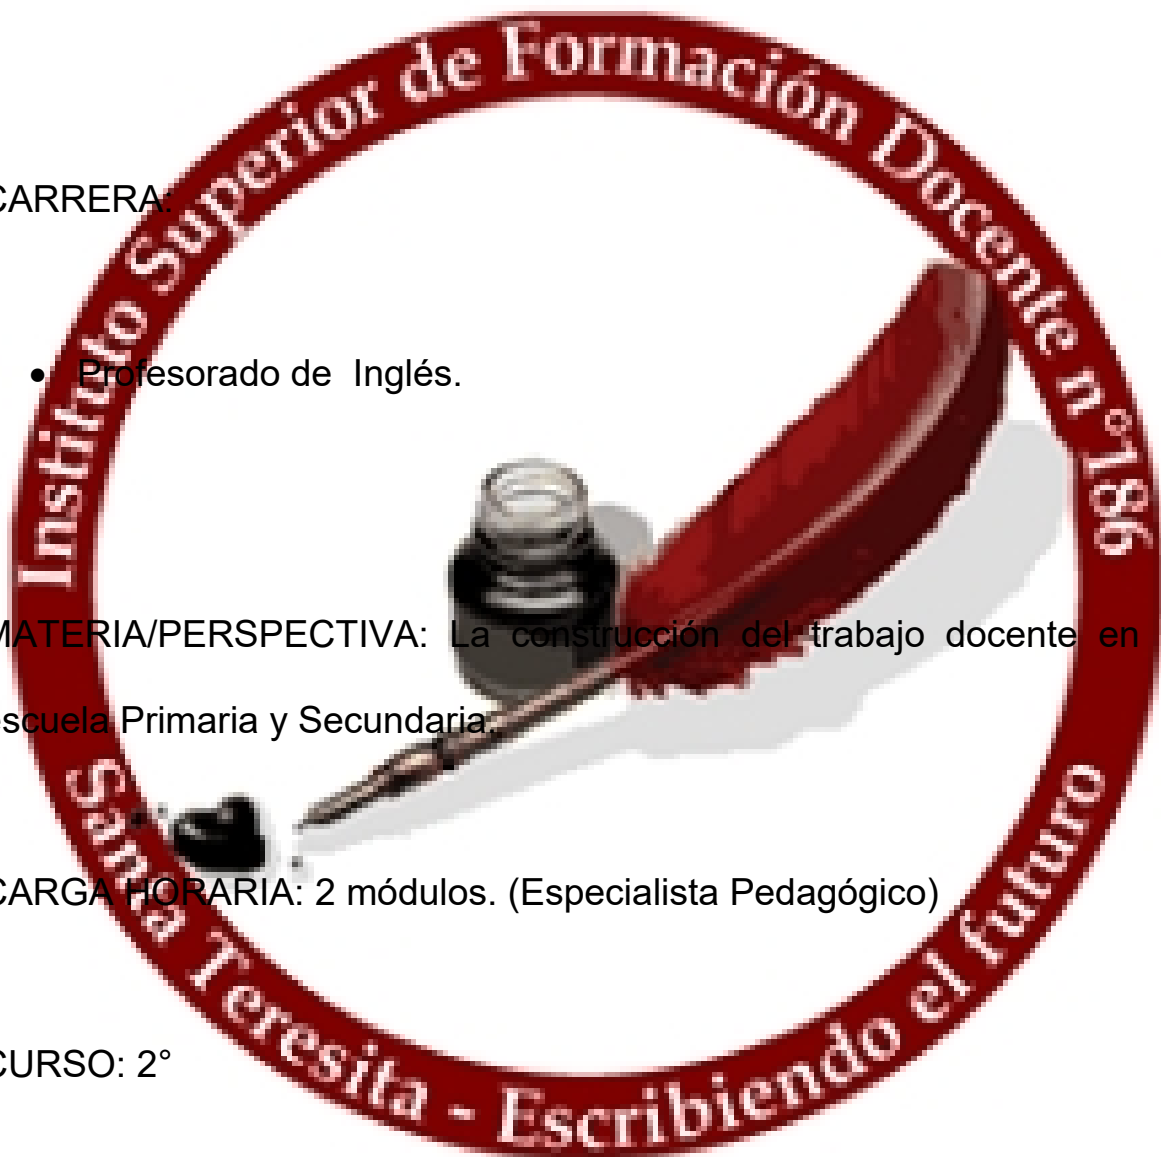 Instituto Superior de Formación Docente n°186
CARRERA:
• Profesorado de Inglés.
MATERIA/PERSPECTIVA: La construcción del trabajo docente en
escuela Primaria y Secundaria.
CARGA HORARIA: 2 módulos. (Especialista Pedagógico)
CURSO: 2°
Santa Teresita - Escribiendo el futuro